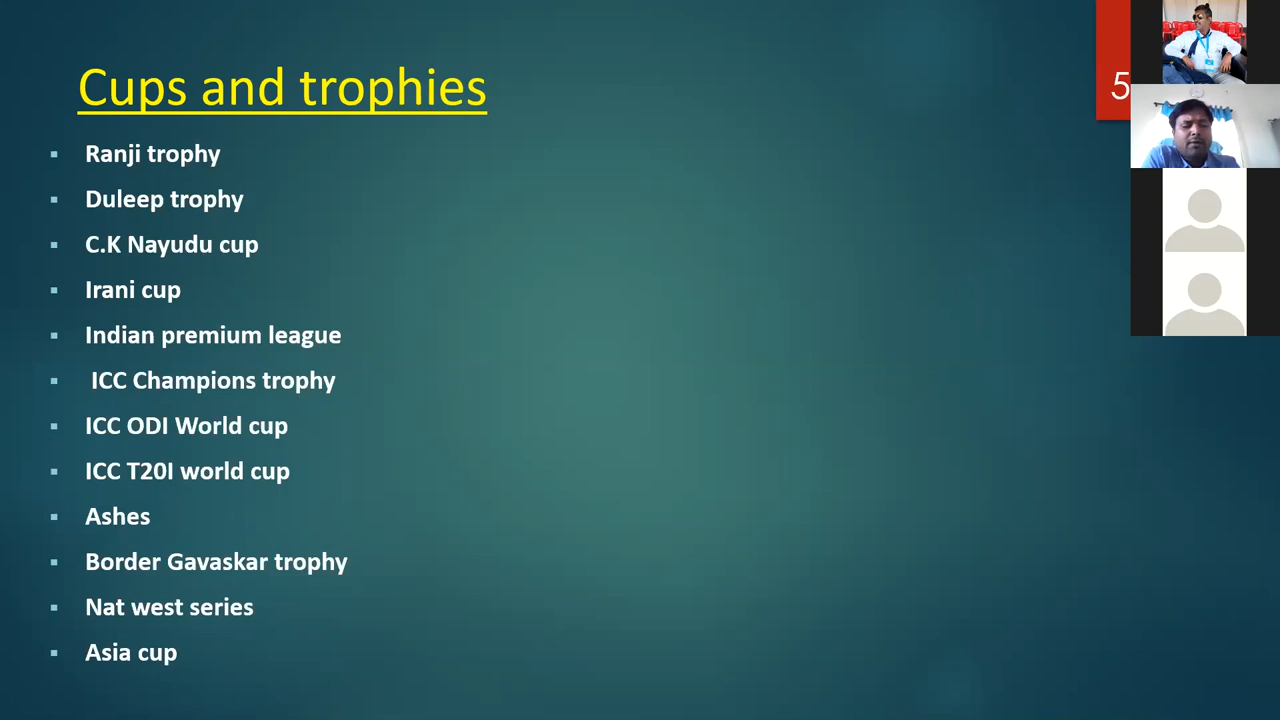 Cups and trophies
5
Ranji trophy
Duleep trophy
C.K Nayudu cup
Irani cup
Indian premium league
ICC Champions trophy
ICC ODI World cup
ICC T20I world cup
Ashes
Border Gavaskar trophy
Nat west series
Asia cup